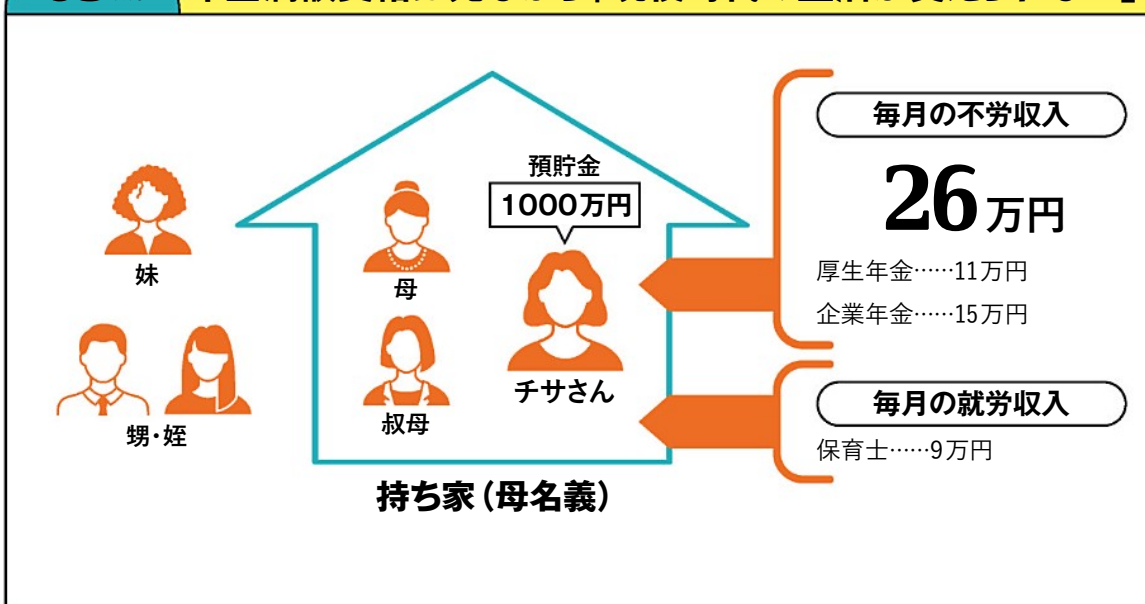 預貯金
1000万円
妹
母
チサさん
叔母
甥・姪
持ち家（母名義）
毎月の不労収入
26万円
厚生年金……11万円
企業年金……15万円
毎月の就労収入
保育士……9万円